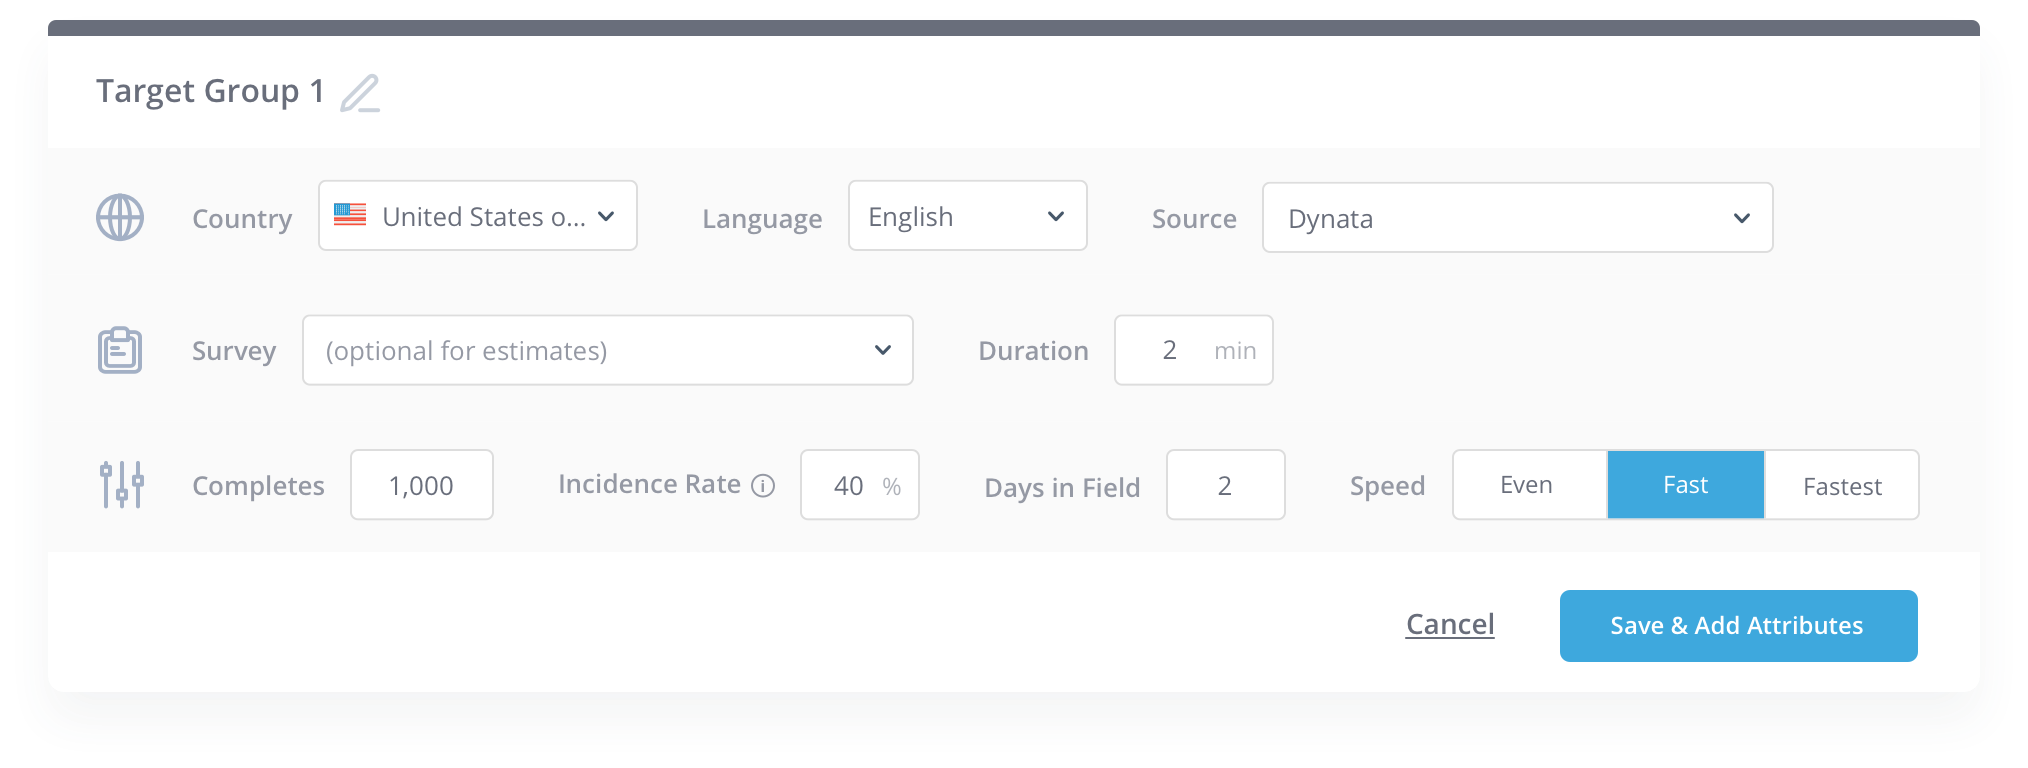 Target Group 1
Country United States o... Language English Source Dynata
Survey (optional for estimates) Duration 2 min
Completes 1,000 Incidence Rate 40 % Days in Field 2 Speed Even Fast Fastest
Cancel Save & Add Attributes